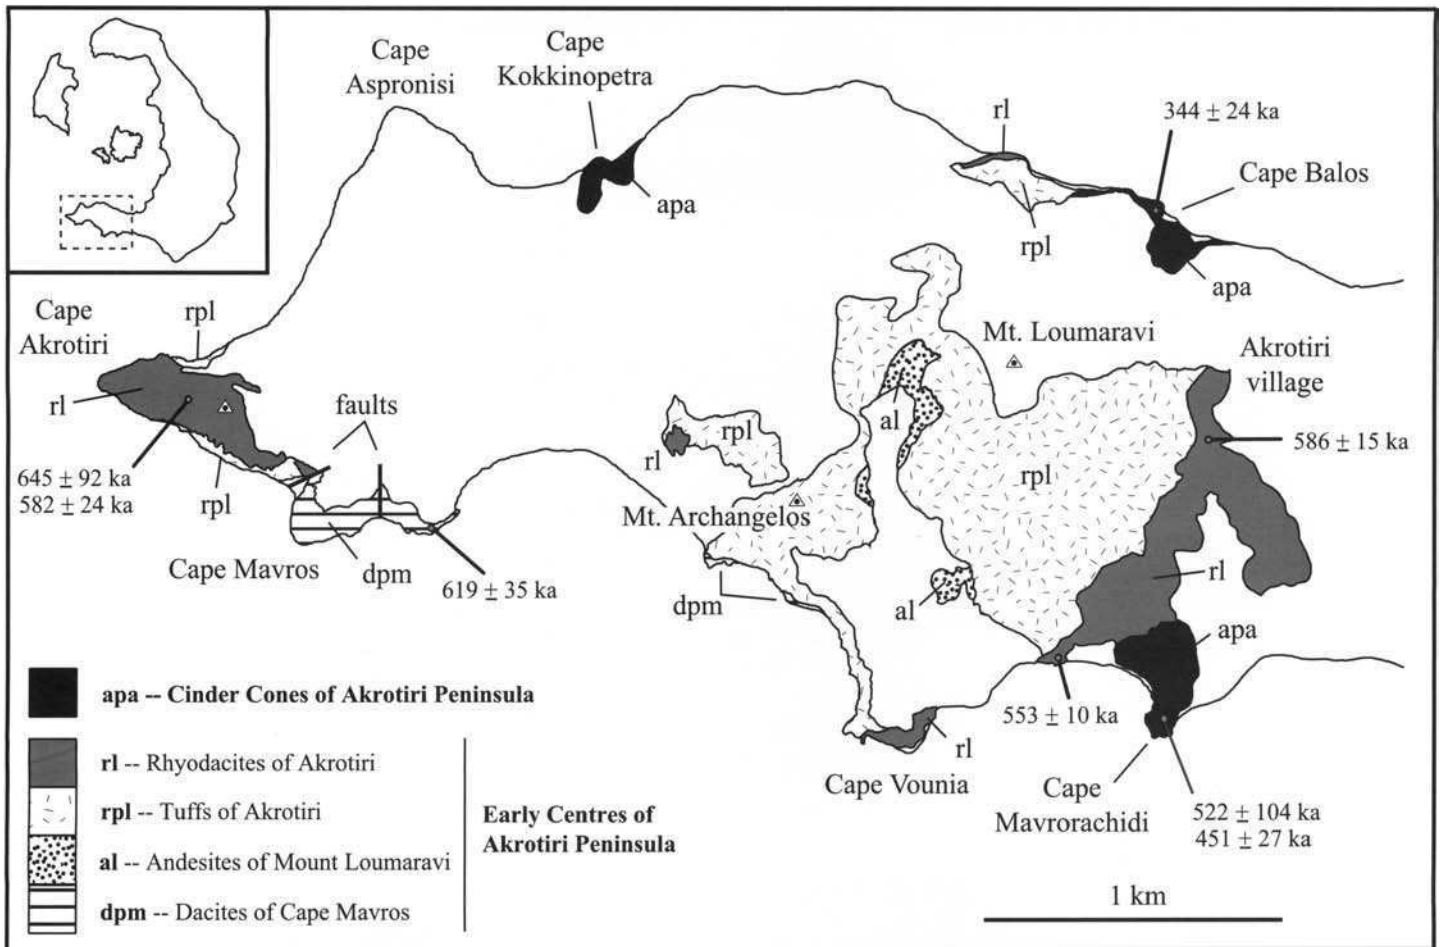 Cape
Aspronisi
Cape
Kokkinopetra
apa
rl
rpl
344 ± 24 ka
Cape Balos
apa
Cape
Akrotiri
rpl
rl
645 ± 92 ka
582 ± 24 ka
rpl
faults
Cape Mavros
dpm
619 ± 35 ka
rpl
rl
Mt. Archangelos
dpm
Mt. Loumaravi
al
rpl
al
Akrotiri
village
586 ± 15 ka
rl
apa
553 ± 10 ka
rl
Cape Vounia
Cape
Mavrorachidi
522 ± 104 ka
451 ± 27 ka
apa -- Cinder Cones of Akrotiri Peninsula
rl -- Rhyodacites of Akrotiri
rpl -- Tuffs of Akrotiri
al -- Andesites of Mount Loumaravi
dpm -- Dacites of Cape Mavros
Early Centres of
Akrotiri Peninsula
1 km